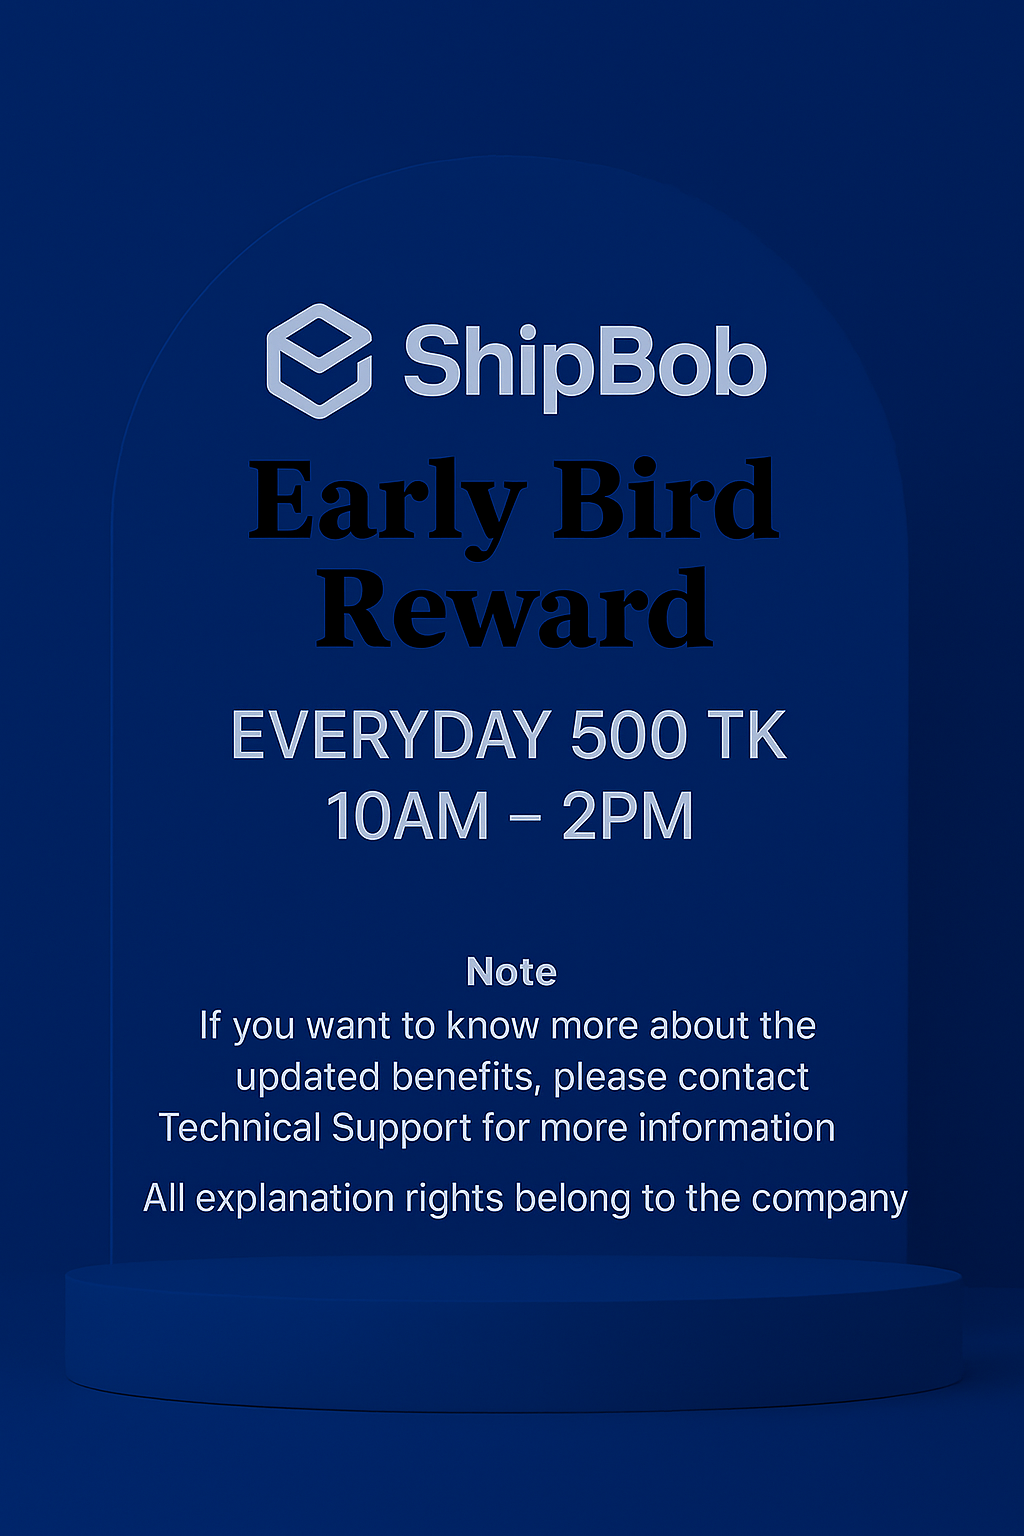 ShipBob
Early Bird
Reward
EVERYDAY 500 TK
10AM – 2PM
Note
If you want to know more about the
updated benefits, please contact
Technical Support for more information
All explanation rights belong to the company